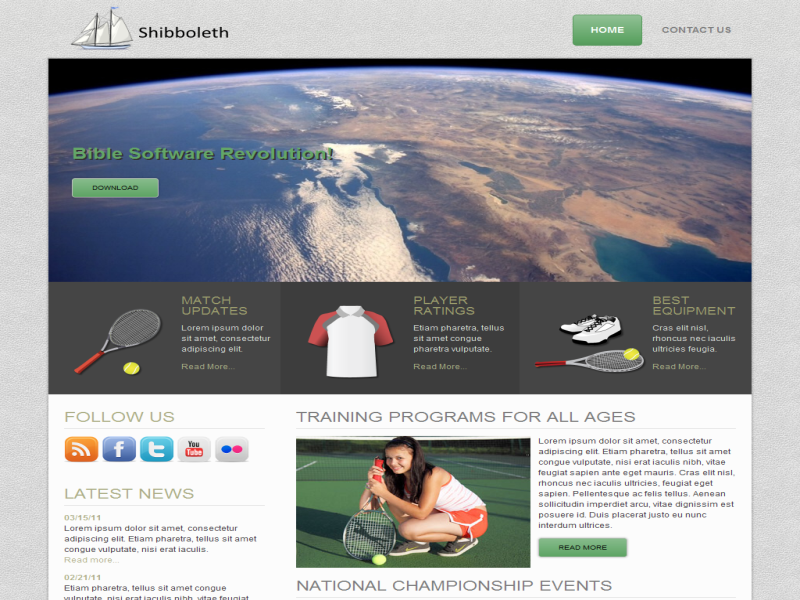 Shibboleth
HOME
CONTACT US
Bible Software Revolution!
DOWNLOAD
MATCH
UPDATES
Lorem ipsum dolor
sit amet, consectetur
adipiscing elit.
Read More...
PLAYER
RATINGS
Etiam pharetra, tellus
sit amet congue
pharetra vulputate.
Read More...
BEST
EQUIPMENT
Cras elit nisl,
rhoncus nec iaculis
ultricies feugia.
Read More...
FOLLOW US
You
Tube
LATEST NEWS
03/15/11
Lorem ipsum dolor sit amet, consectetur
adipiscing elit. Etiam pharetra, tellus sit amet
congue vulputate, nisi erat iaculis.
Read more...
02/21/11
Etiam pharetra, tellus sit amet congue
vulputate, nisi erat iaculis nibh, vitae feugiat
TRAINING PROGRAMS FOR ALL AGES
Lorem ipsum dolor sit amet, consectetur
adipiscing elit. Etiam pharetra, tellus sit amet
congue vulputate, nisi erat iaculis nibh, vitae
feugiat sapien ante eget mauris. Cras elit nisl,
rhoncus nec iaculis ultricies, feugiat eget
sapien. Pellentesque ac felis tellus. Aenean
sollicitudin imperdiet arcu, vitae dignissim est
posuere id. Duis placerat justo eu nunc
interdum ultrices.
READ MORE
NATIONAL CHAMPIONSHIP EVENTS